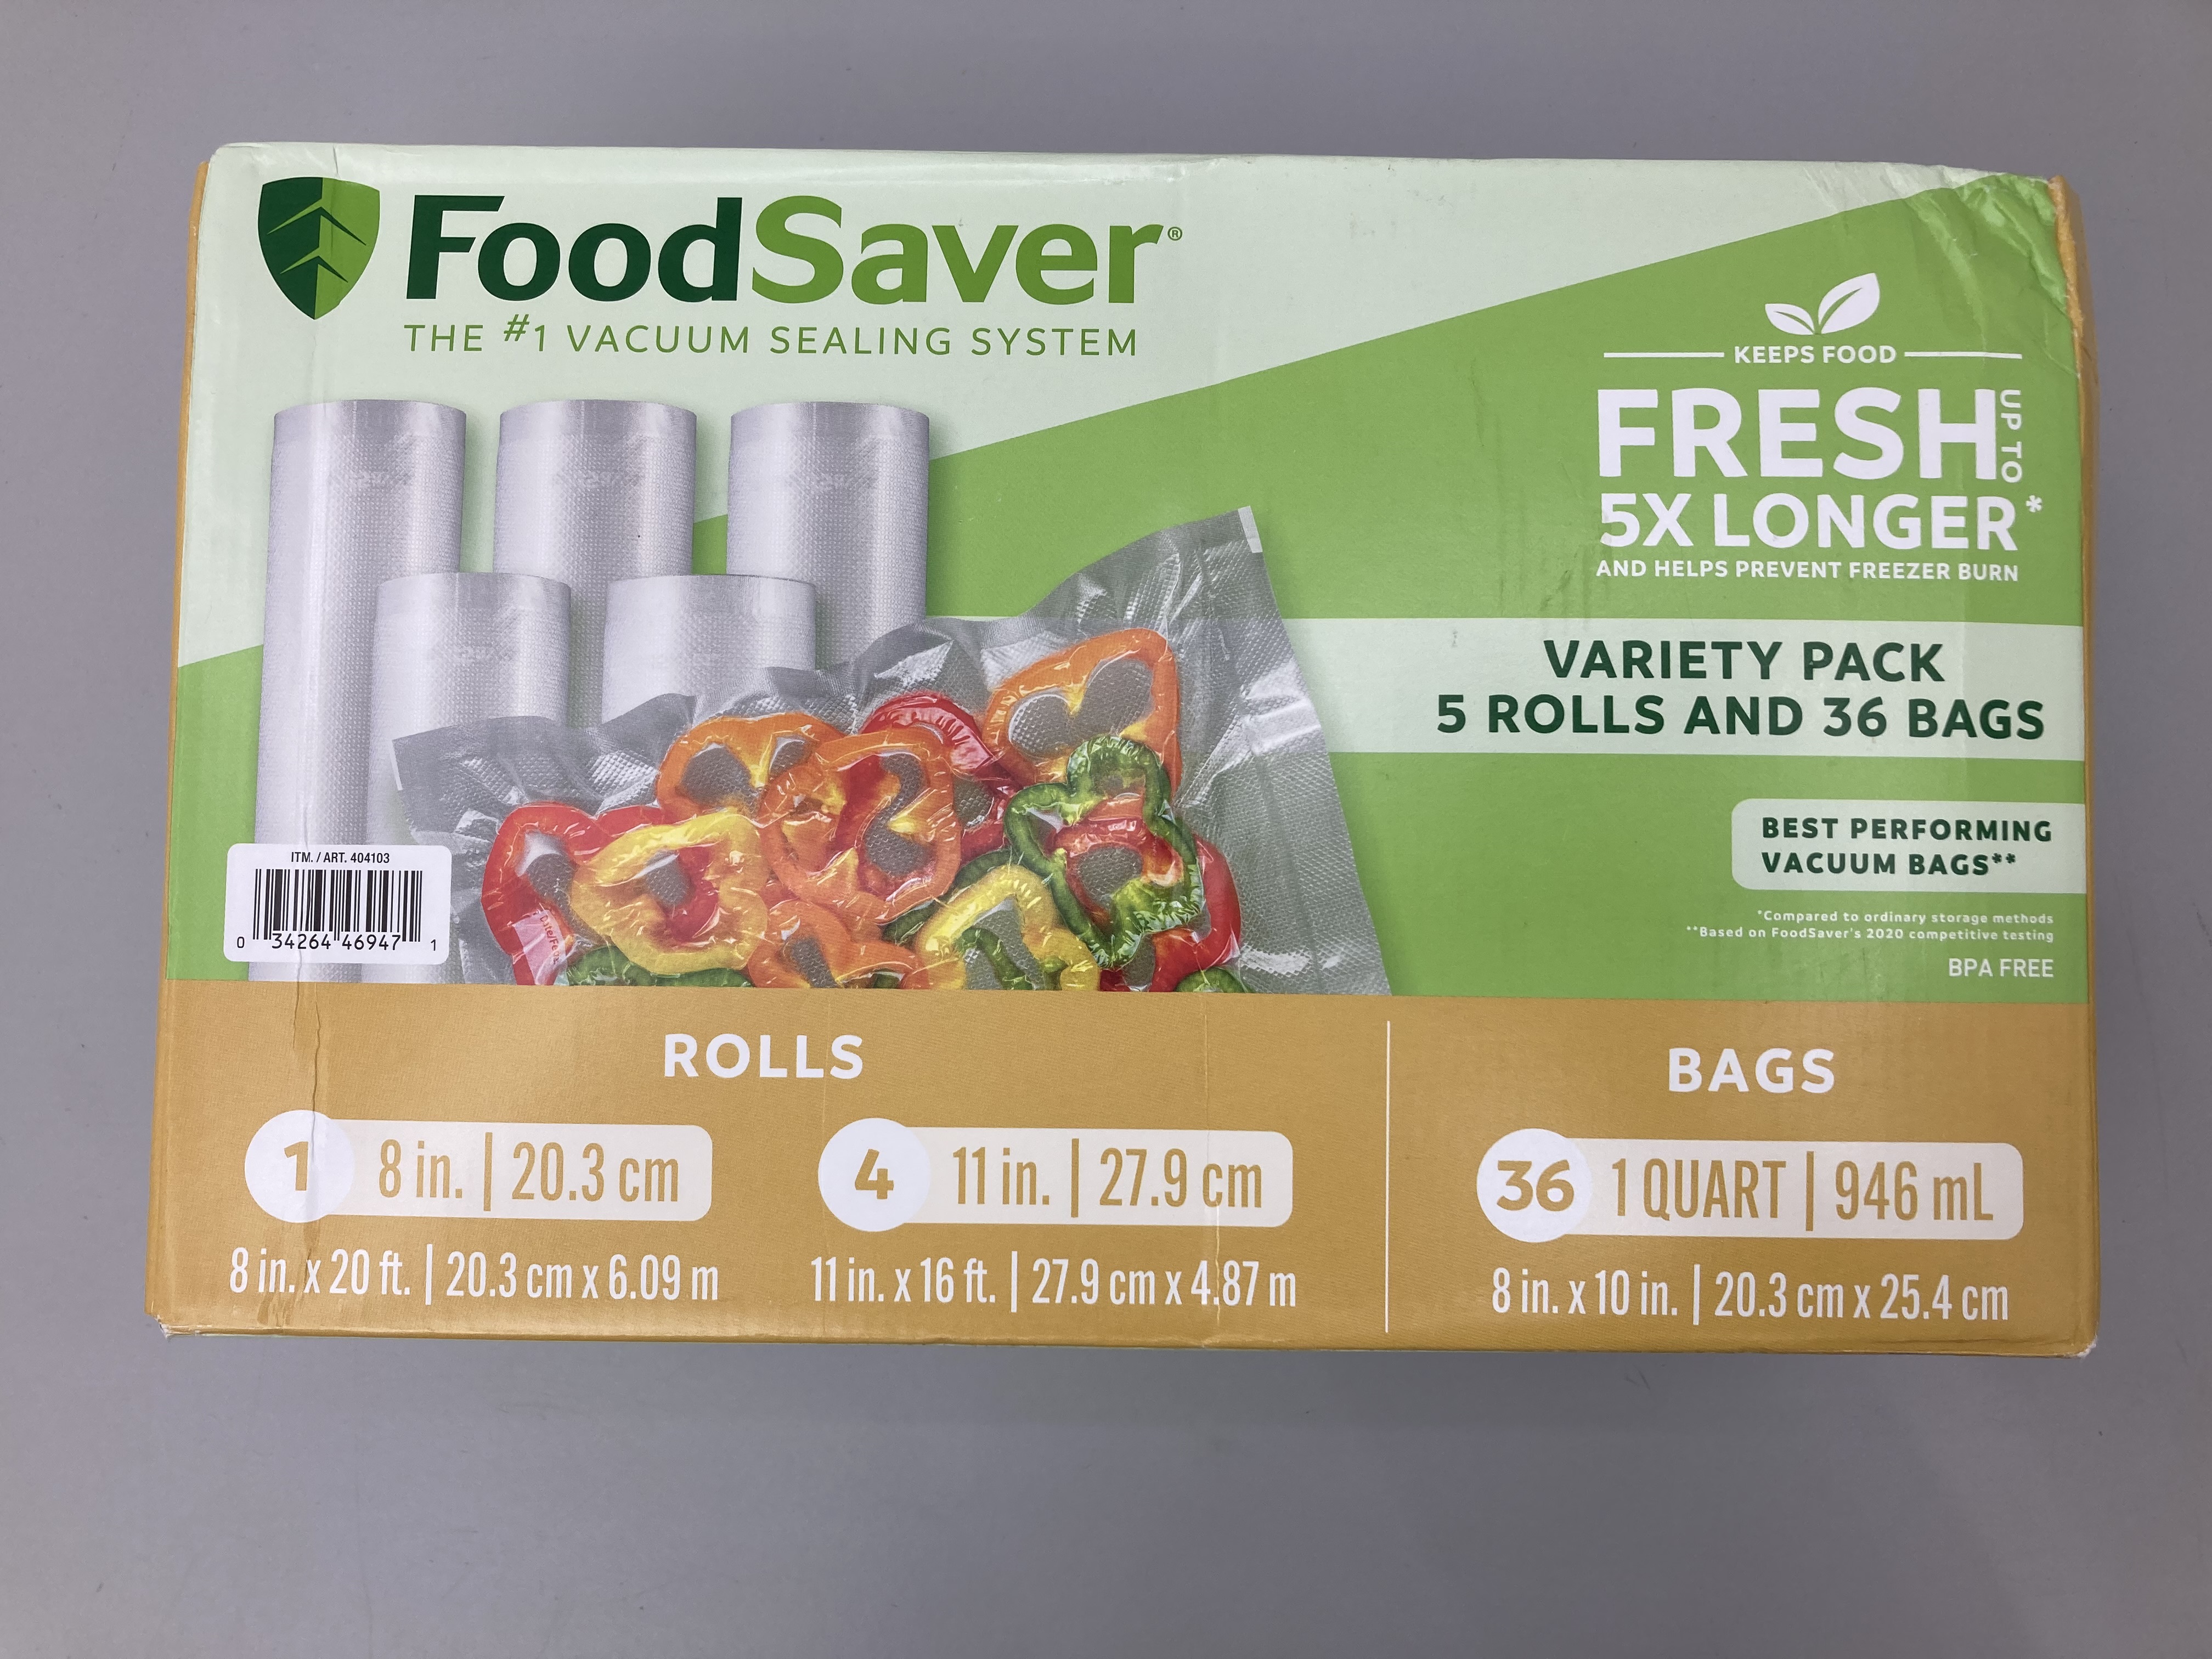 FoodSaver®
THE #1 VACUUM SEALING SYSTEM
KEEPS FOOD
FRESH UP TO
5X LONGER*
AND HELPS PREVENT FREEZER BURN
VARIETY PACK
5 ROLLS AND 36 BAGS
BEST PERFORMING
VACUUM BAGS**
*Compared to ordinary storage methods
**Based on FoodSaver's 2020 competitive testing
BPA FREE
ITM. / ART. 404103
0 34264 46947 1
ROLLS
1 8 in. | 20.3 cm
8 in. x 20 ft. | 20.3 cm x 6.09 m
4 11 in. | 27.9 cm
11 in. x 16 ft. | 27.9 cm x 4.87 m
BAGS
36 1 QUART | 946 mL
8 in. x 10 in. | 20.3 cm x 25.4 cm